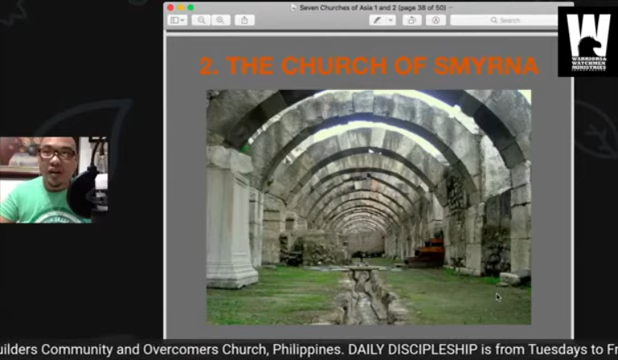 Seven Churches of Asia 1 and 2 (page 38 of 50)
Search
W
WARRIORS &
WATCHMEN
MINISTRIES
2. THE CHURCH OF SMYRNA
uilders Community and Overcomers Church, Philippines. DAILY DISCIPLESHIP is from Tuesdays to Fr